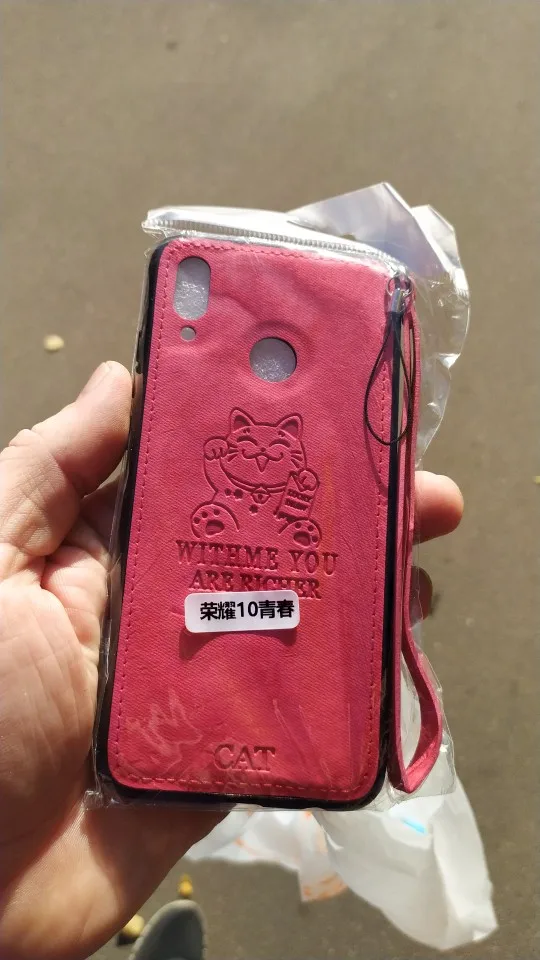 WITHME YOU
ARE RICHER
荣耀10青春
CAT